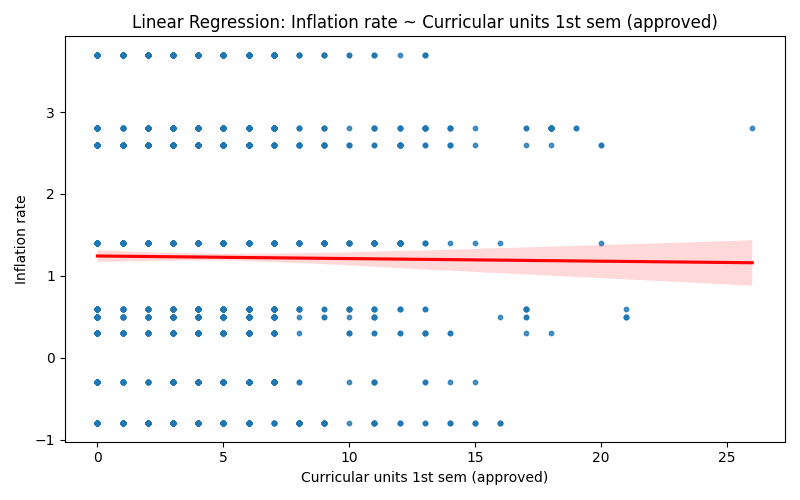 Linear Regression: Inflation rate ~ Curricular units 1st sem (approved)
Inflation rate
3
2
1
0
−1
0 5 10 15 20 25
Curricular units 1st sem (approved)